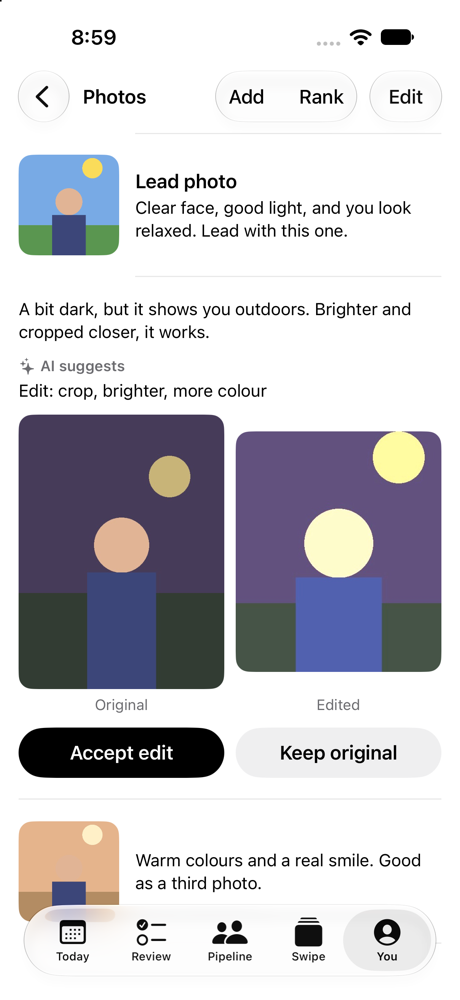 8:59
Photos
Add
Rank
Edit
Lead photo
Clear face, good light, and you look
relaxed. Lead with this one.
A bit dark, but it shows you outdoors. Brighter and
cropped closer, it works.
AI suggests
Edit: crop, brighter, more colour
Original
Edited
Accept edit
Keep original
Warm colours and a real smile. Good
as a third photo.
Today
Review
Pipeline
Swipe
You